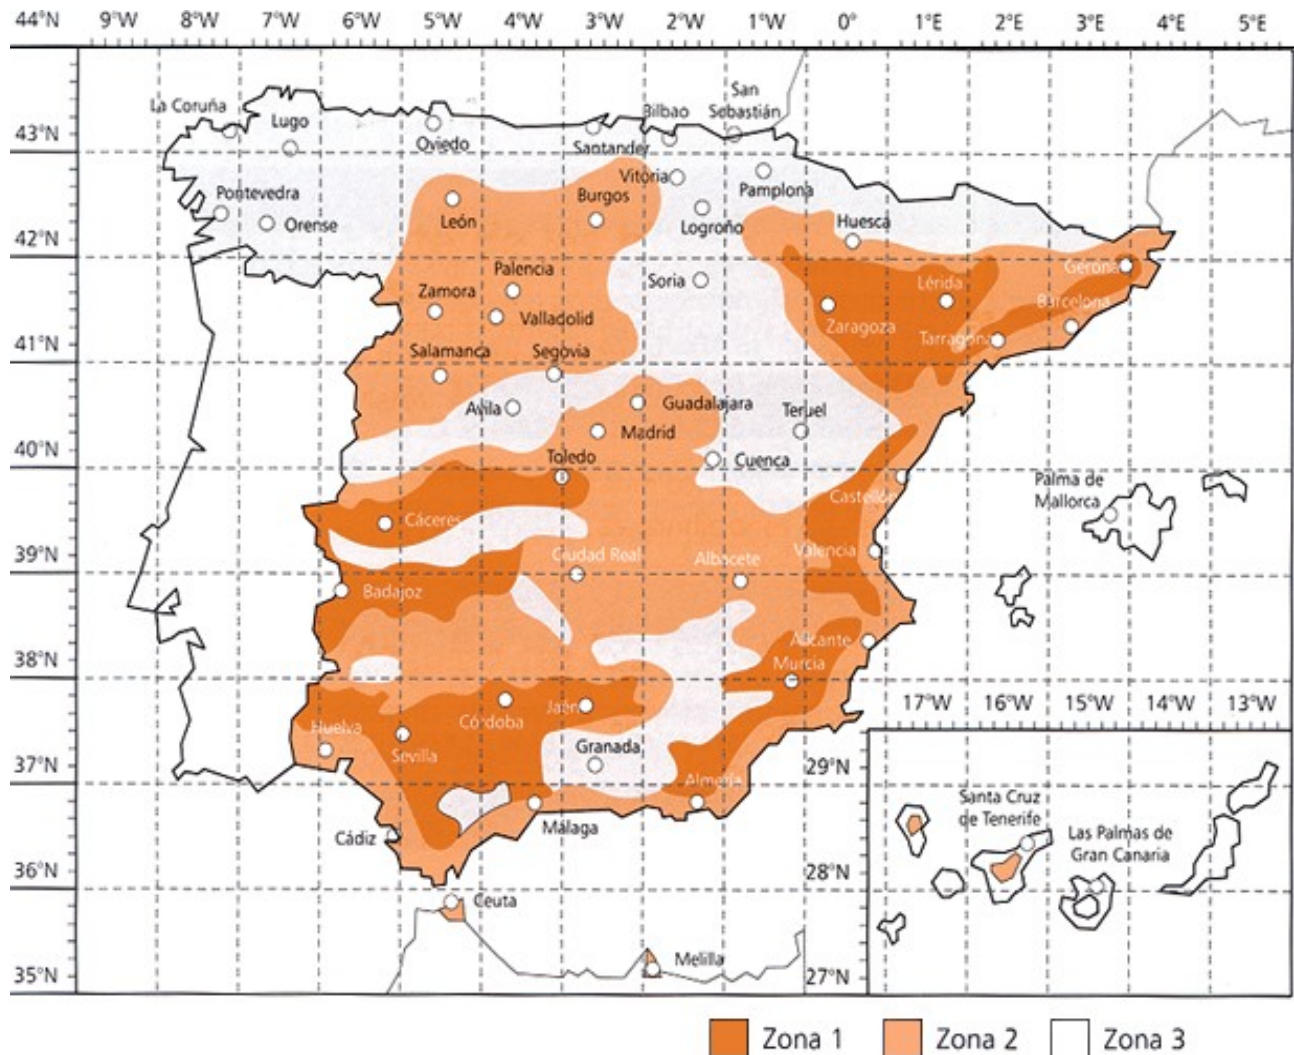 44°N 9°W 8°W 7°W 6°W 5°W 4°W 3°W 2°W 1°W 0° 1°E 2°E 3°E 4°E 5°E
San
La Coruña Bilbao Sebastián
Lugo
43°N
Oviedo Santander
Vitoria
Pamplona
Pontevedra Burgos
Orense León Logroño Huesca
42°N
Palencia Gerona
Zamora Soria Lérida
Valladolid Barcelona
Zaragoza
Tarragona
41°N
Salamanca Segovia
Avila Guadalajara Teruel
Madrid
40°N
Toledo Cuenca
Palma de
Mallorca
Castellón
Cáceres
39°N
Ciudad Real Albacete Valencia
Badajoz
Alicante
38°N
Murcia
17°W 16°W 15°W 14°W 13°W
Huelva Córdoba Jaén
Sevilla Granada
37°N 29°N
Almería
Santa Cruz
de Tenerife
Cádiz Málaga
Las Palmas de
Gran Canaria
36°N 28°N
Ceuta
Melilla
35°N 27°N
Zona 1 Zona 2 Zona 3